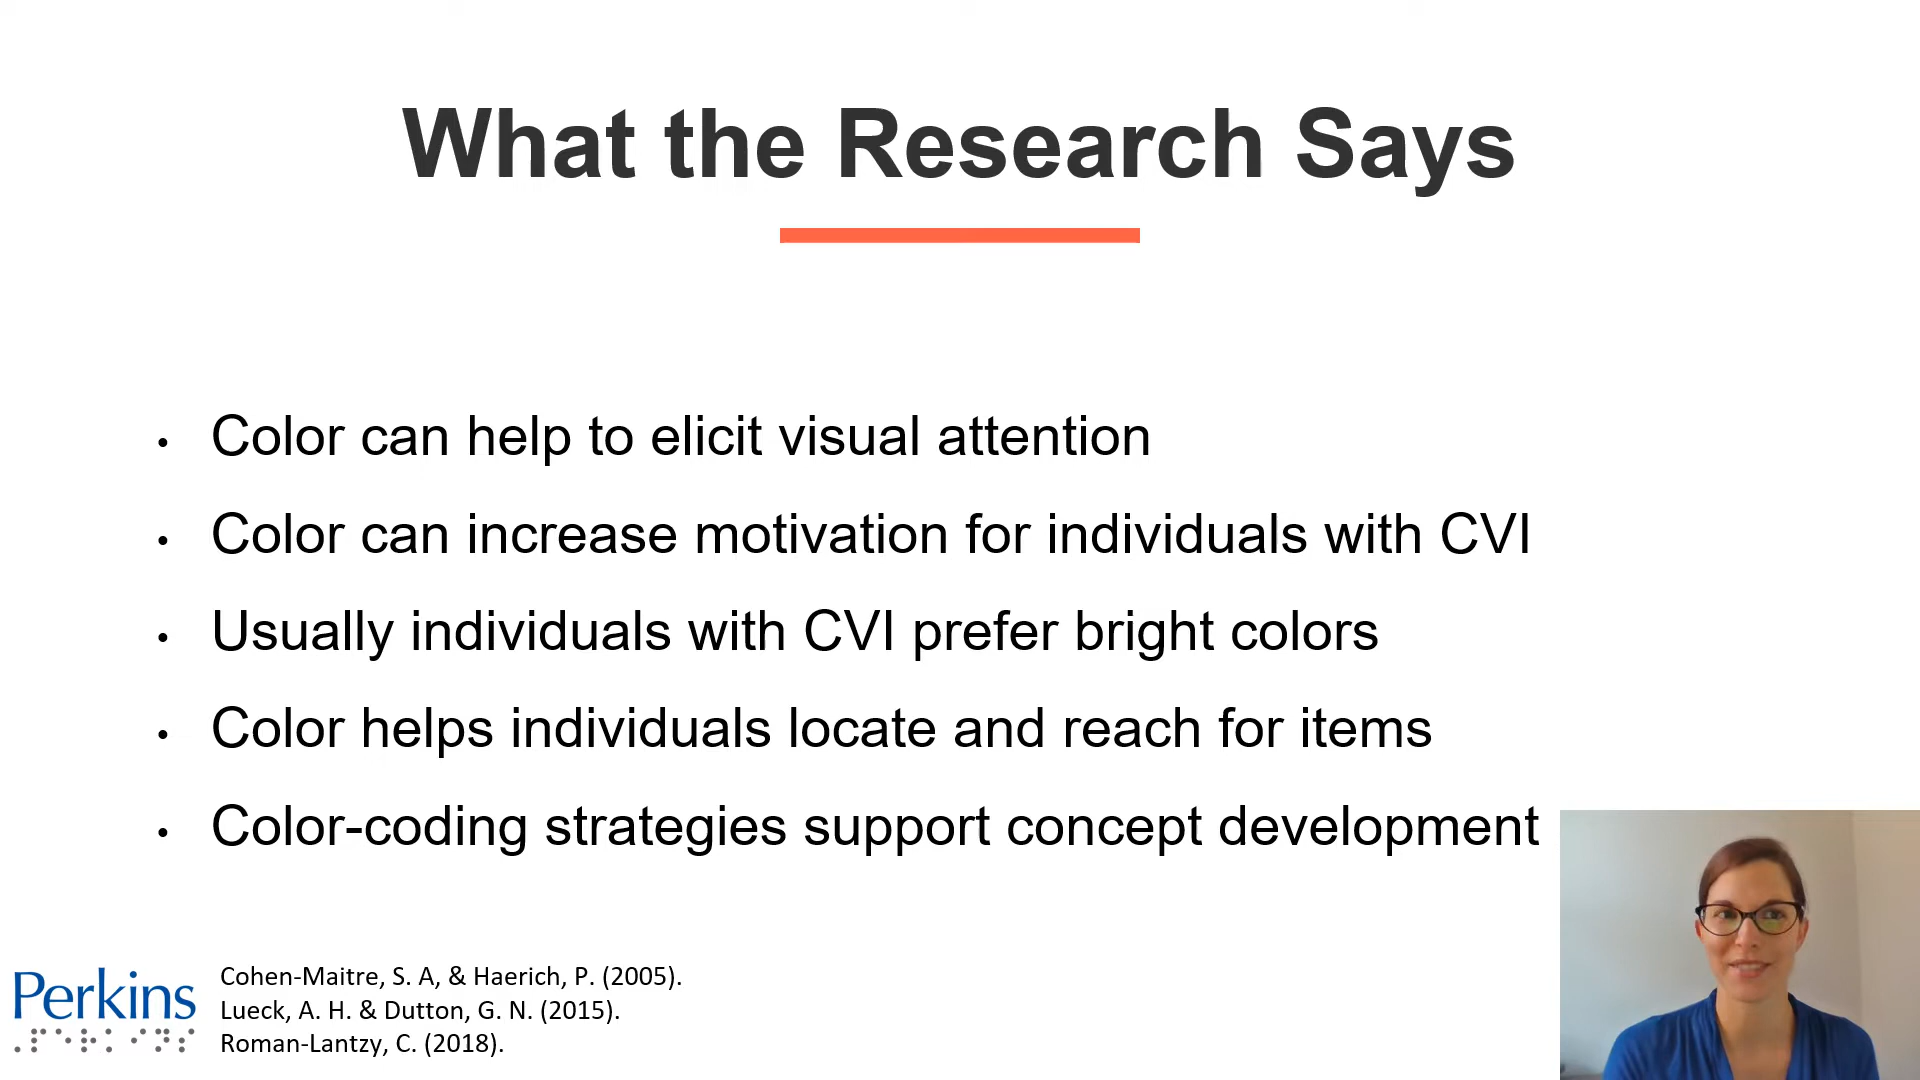 What the Research Says
• Color can help to elicit visual attention
• Color can increase motivation for individuals with CVI
• Usually individuals with CVI prefer bright colors
• Color helps individuals locate and reach for items
• Color-coding strategies support concept development
Perkins
⠠⠏⠑⠗⠅⠊⠝⠎
Cohen-Maitre, S. A, & Haerich, P. (2005).
Lueck, A. H. & Dutton, G. N. (2015).
Roman-Lantzy, C. (2018).